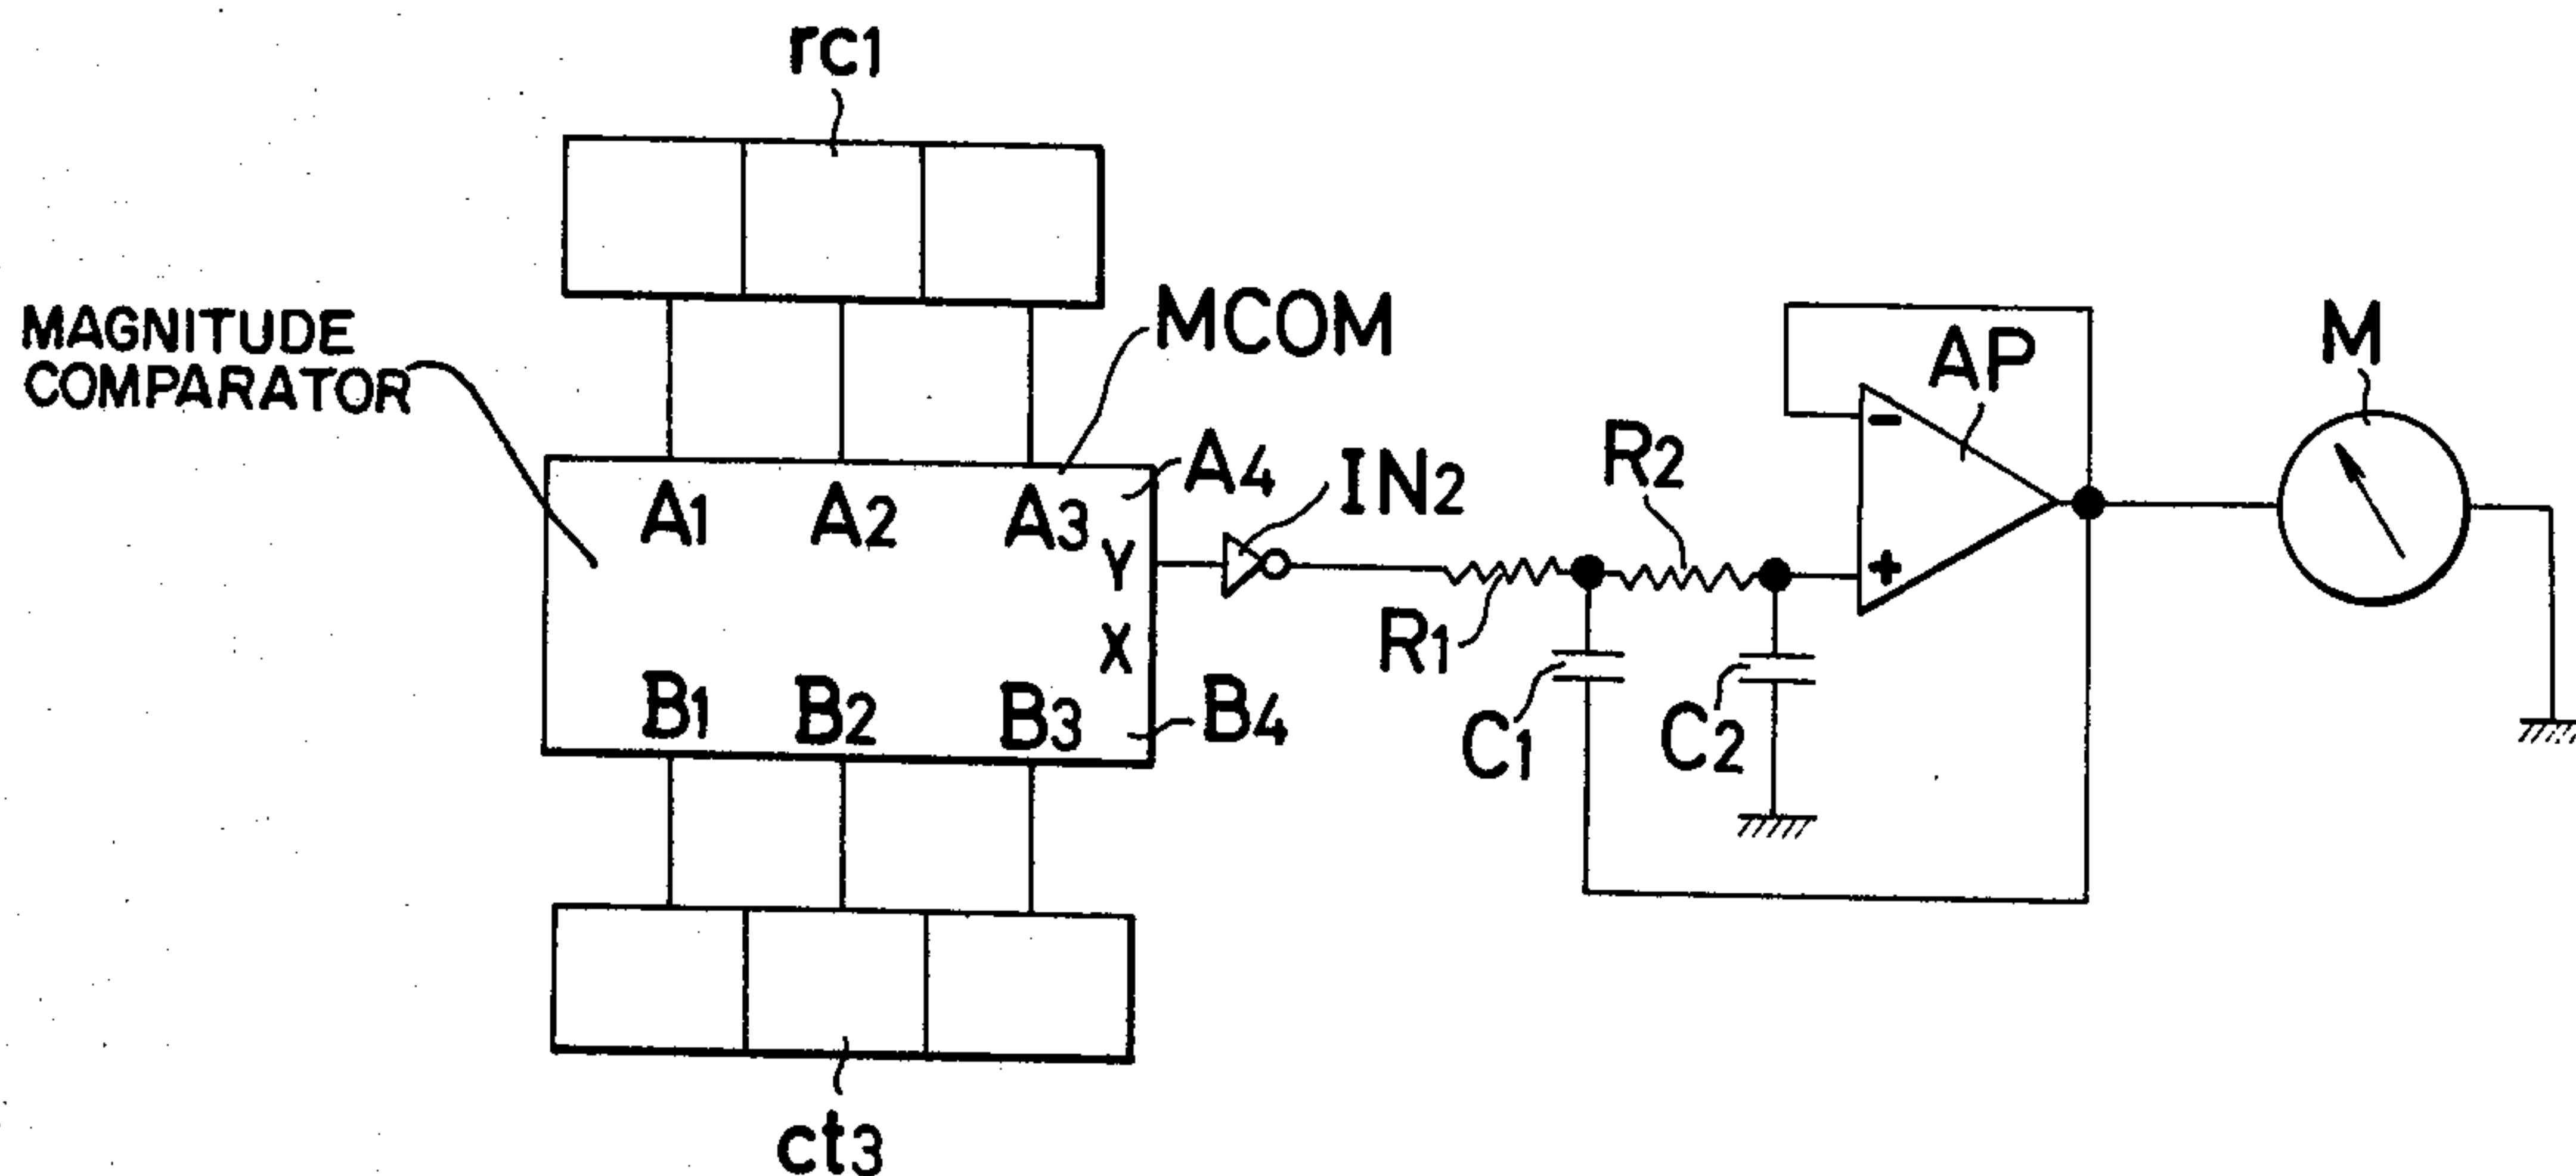 rc1
MAGNITUDE
COMPARATOR
MCOM
A1 A2 A3 A4
Y
X
B1 B2 B3 B4
IN2
R1
R2
C1
C2
-
+
AP
M
ct3